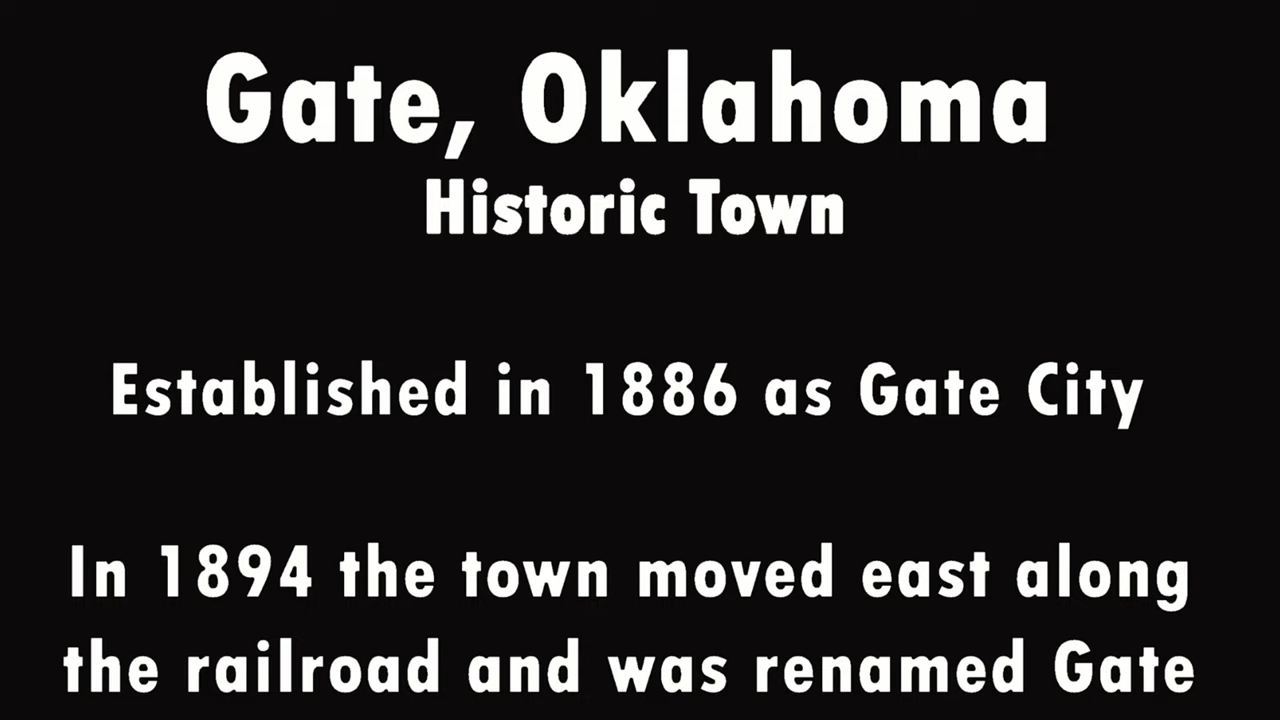 Gate, Oklahoma
Historic Town
Established in 1886 as Gate City
In 1894 the town moved east along
the railroad and was renamed Gate